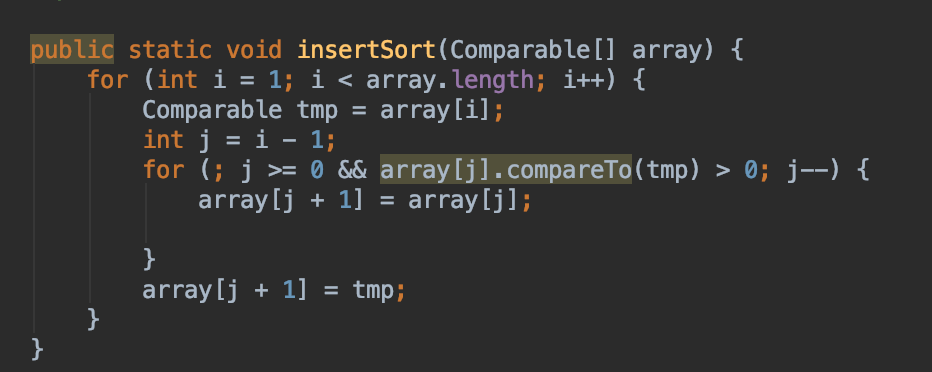 public static void insertSort(Comparable[] array) {
    for (int i = 1; i < array.length; i++) {
        Comparable tmp = array[i];
        int j = i - 1;
        for (; j >= 0 && array[j].compareTo(tmp) > 0; j--) {
            array[j + 1] = array[j];
        }
        array[j + 1] = tmp;
    }
}